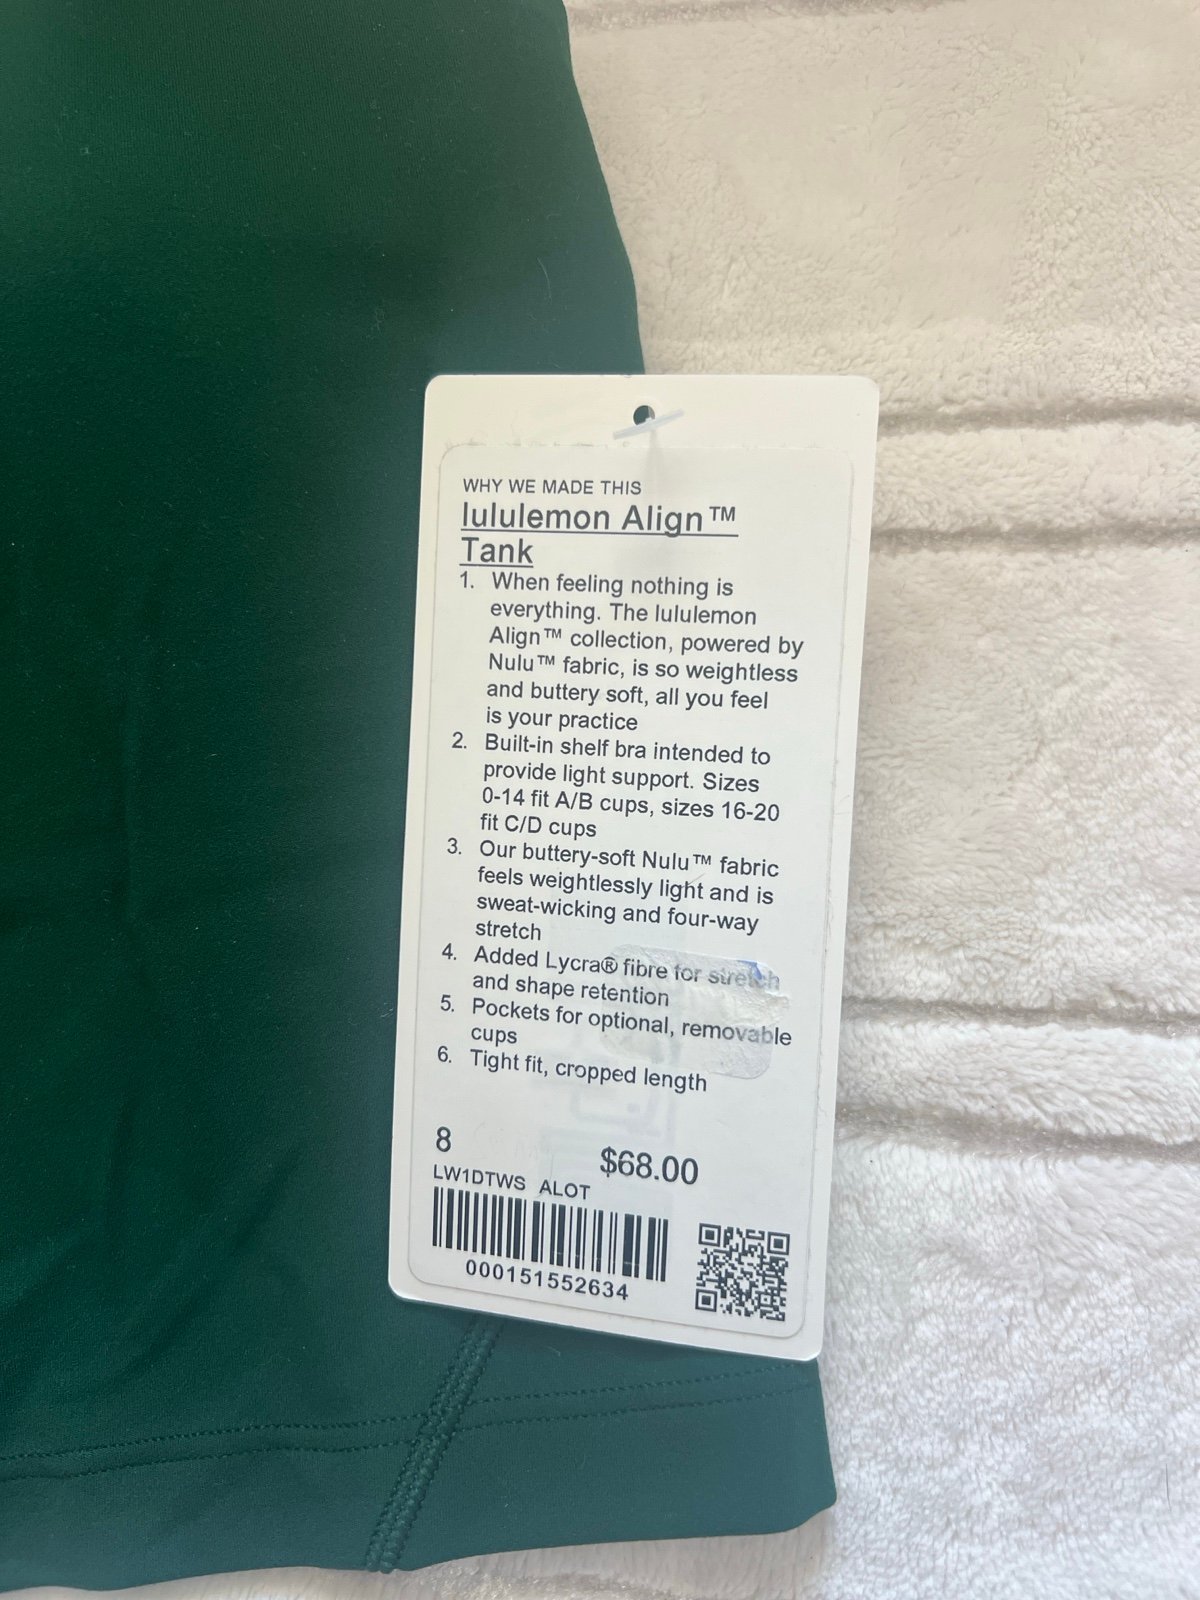 WHY WE MADE THIS
lululemon Align™
Tank
1. When feeling nothing is
everything. The lululemon
Align™ collection, powered by
Nulu™ fabric, is so weightless
and buttery soft, all you feel
is your practice
2. Built-in shelf bra intended to
provide light support. Sizes
0-14 fit A/B cups, sizes 16-20
fit C/D cups
3. Our buttery-soft Nulu™ fabric
feels weightlessly light and is
sweat-wicking and four-way
stretch
4. Added Lycra® fibre for stretch
and shape retention
5. Pockets for optional, removable
cups
6. Tight fit, cropped length
8 $68.00
LW1DTWS ALOT
000151552634